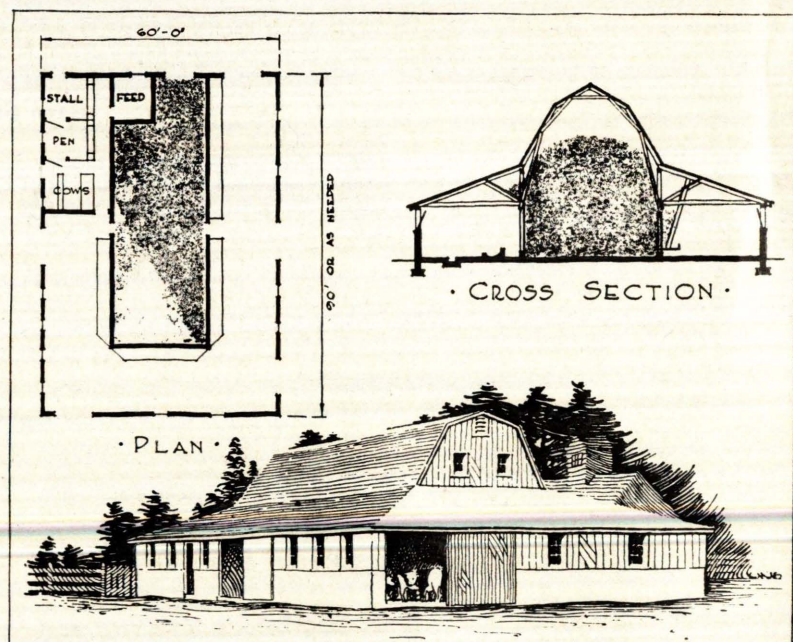 60'-0"
STALL
FEED
PEN
COWS
90' OR AS NEEDED
· PLAN ·
· CROSS SECTION ·